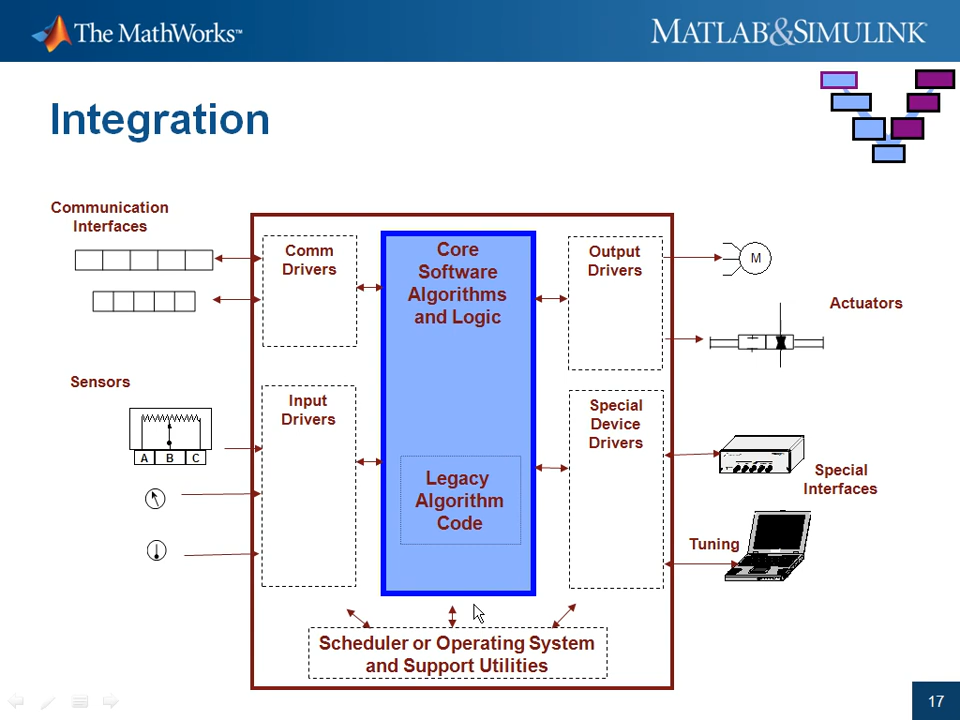 The MathWorks™
MATLAB&SIMULINK®
Integration
Communication
Interfaces
Comm
Drivers
Core
Software
Algorithms
and Logic
Output
Drivers
M
Actuators
Sensors
A B C
Input
Drivers
Special
Device
Drivers
Legacy
Algorithm
Code
Special
Interfaces
Tuning
Scheduler or Operating System
and Support Utilities
17